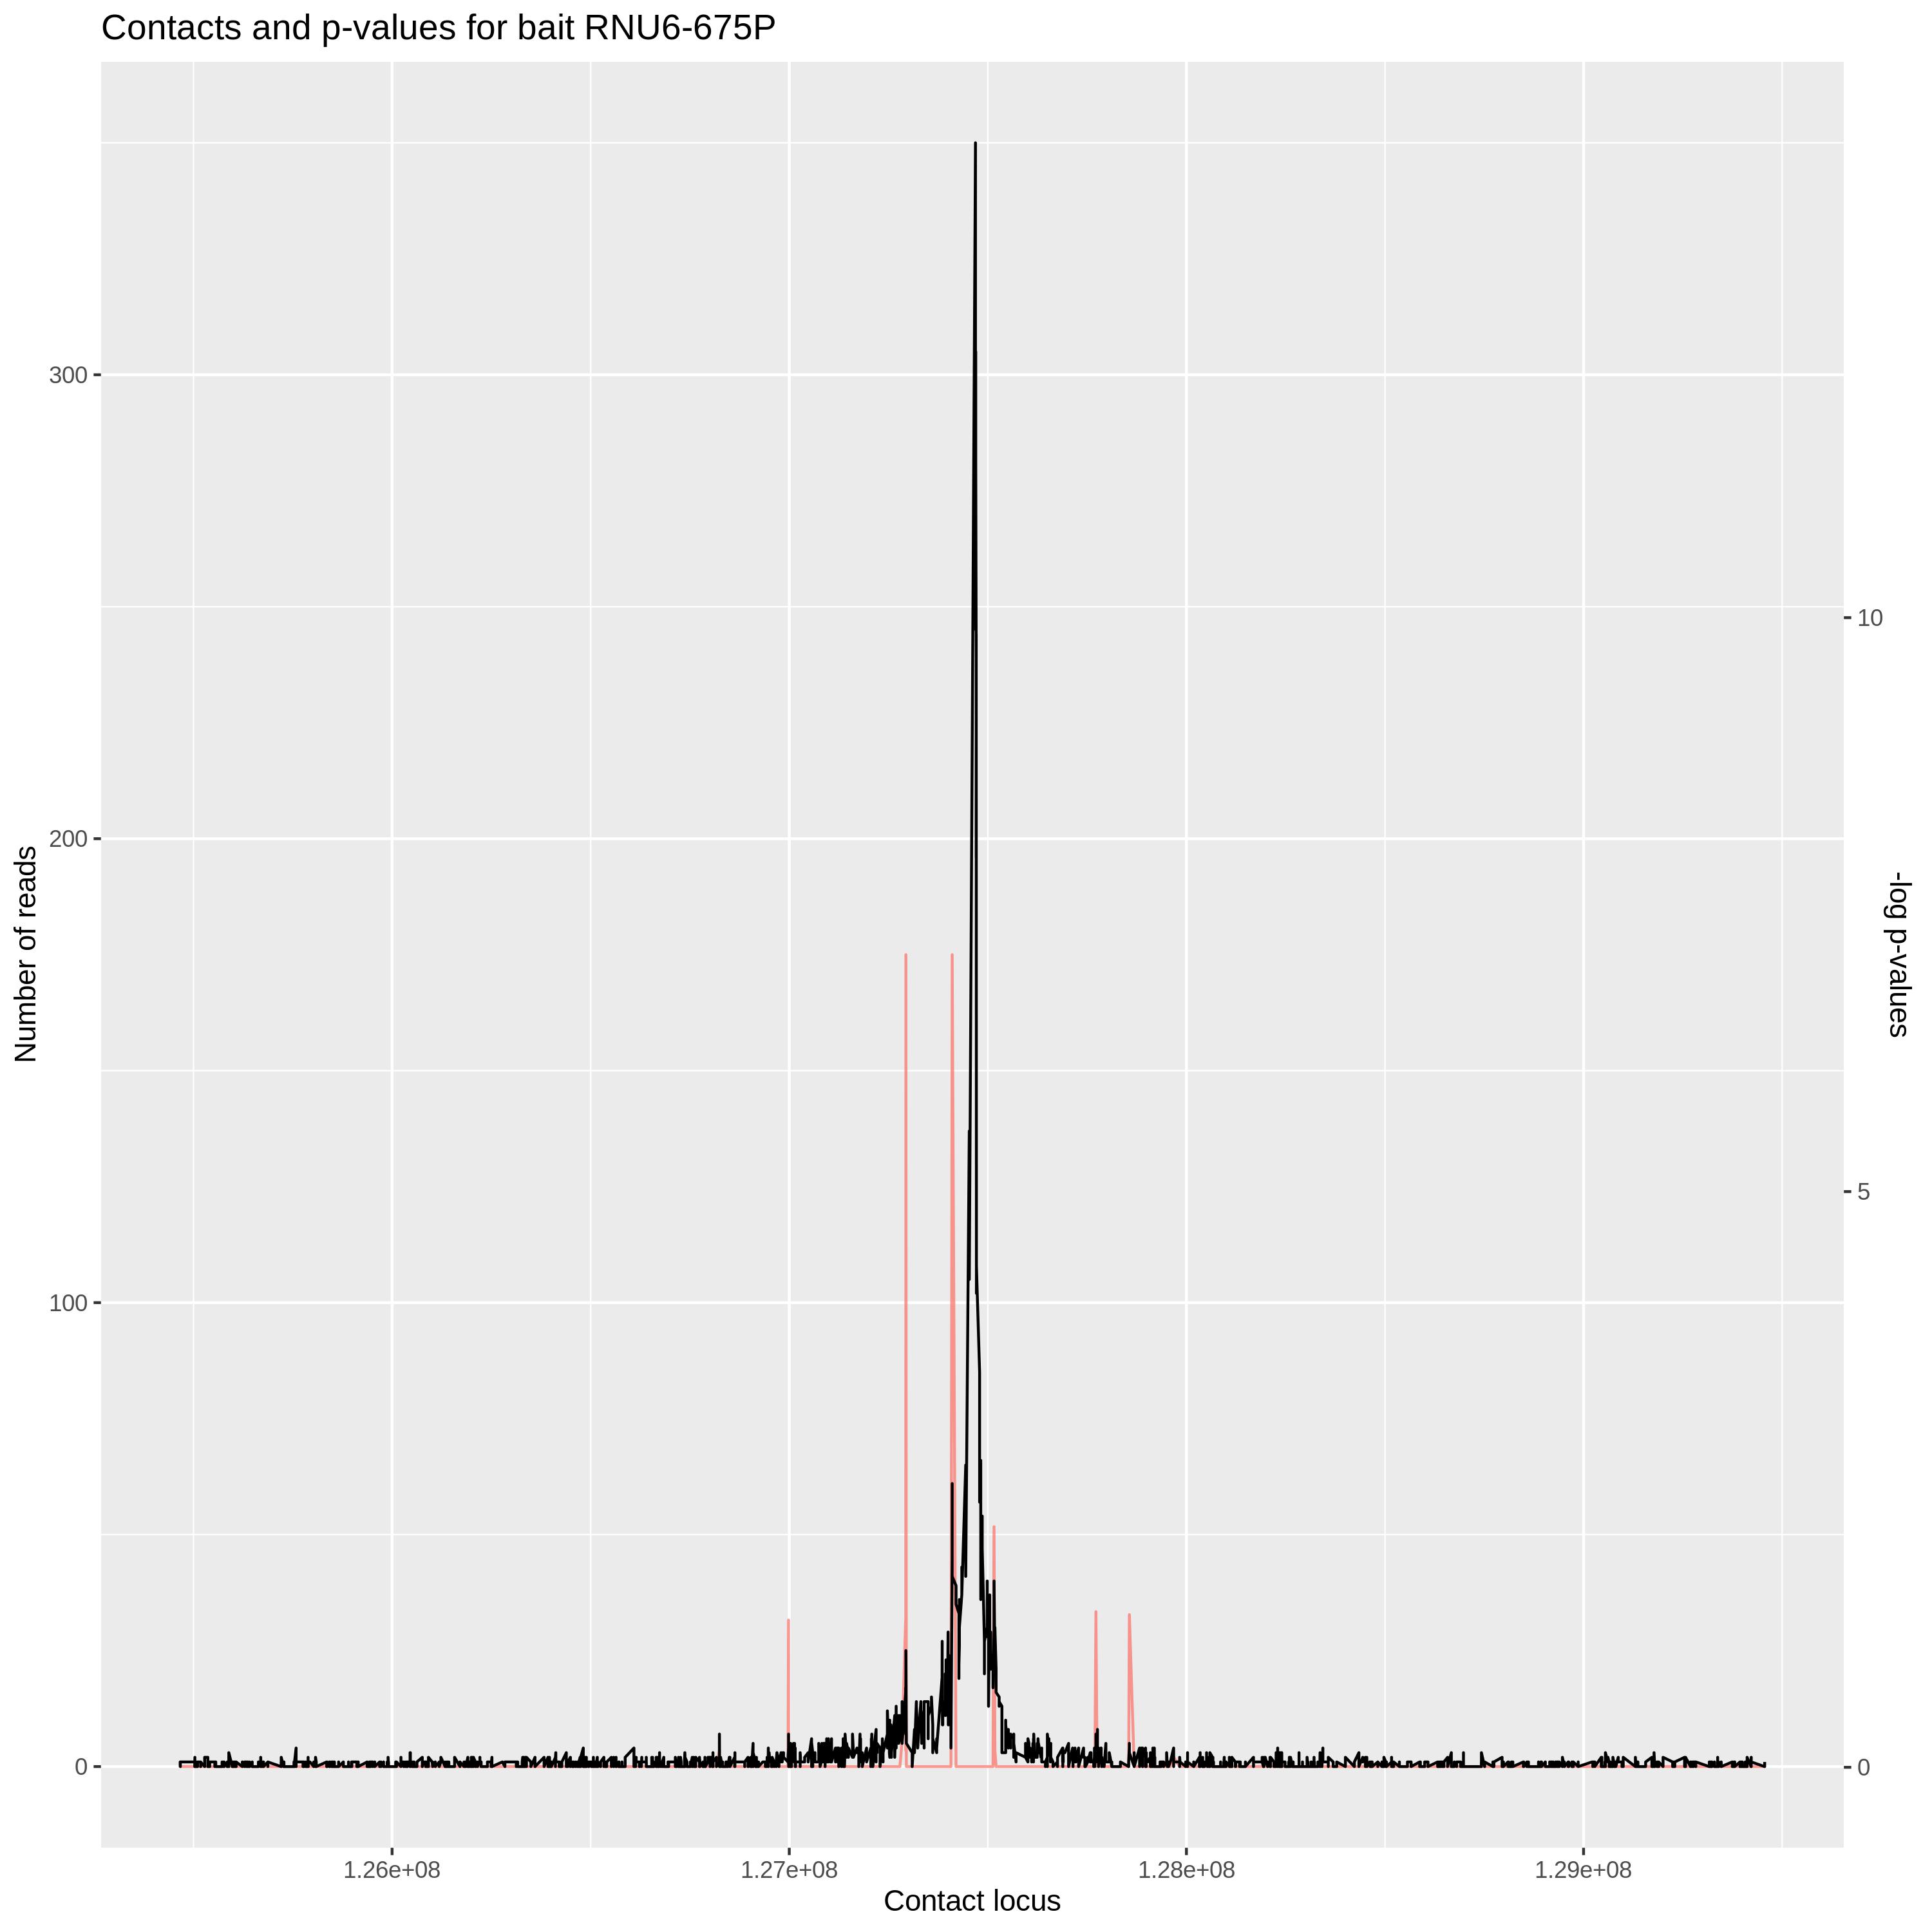 Contacts and p-values for bait RNU6-675P
300
200
100
0
Number of reads
10
5
0
-log p-values
1.26e+08
1.27e+08
1.28e+08
1.29e+08
Contact locus